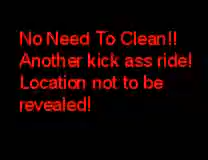 No Need To Clean!!
Another kick ass ride!
Location not to be
revealed!